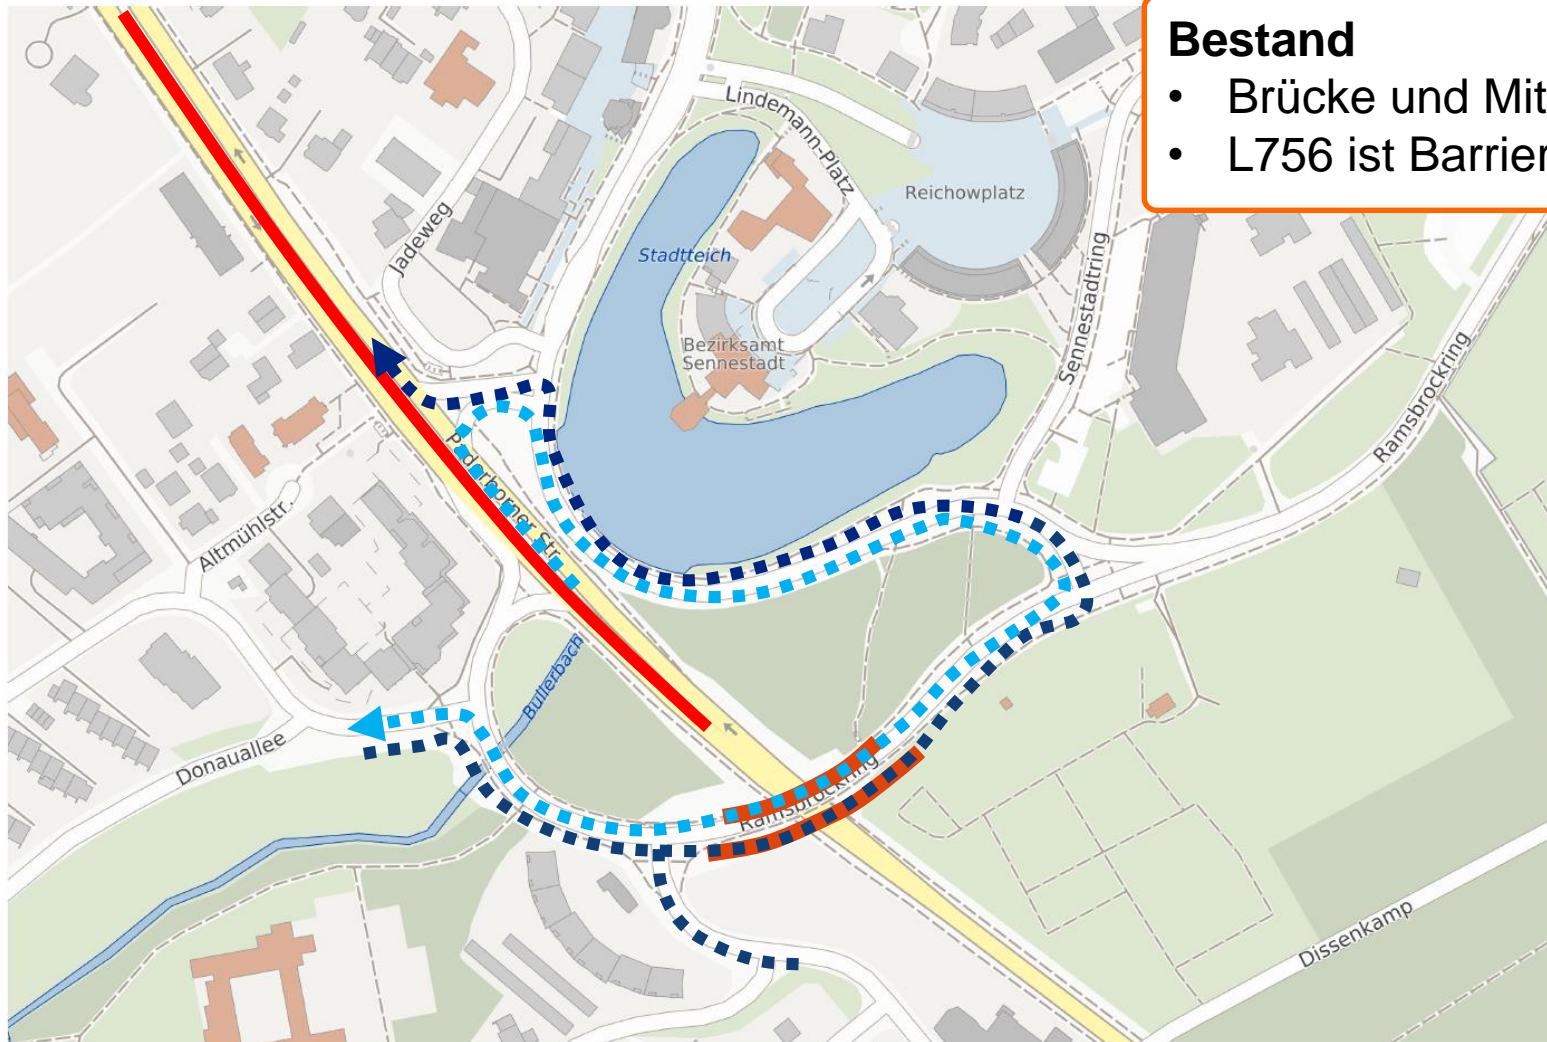 Bestand
• Brücke und Mit
• L756 ist Barrier
Lindemann-Platz
Reichowplatz
Jadeweg
Stadtteich
Sennestadtring
Bezirksamt
Sennestadt
Ramsbrockring
Paderborner Str.
Altmühlstr.
Bullerbach
Donauallee
Ramsbrockring
Dissenkamp